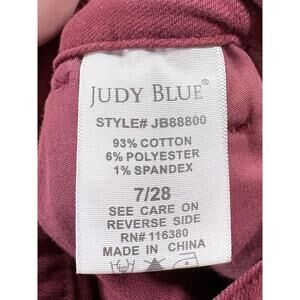 JUDY BLUE®
STYLE# JB88800
93% COTTON
6% POLYESTER
1% SPANDEX
7/28
SEE CARE ON
REVERSE SIDE
RN# 116380
MADE IN CHINA